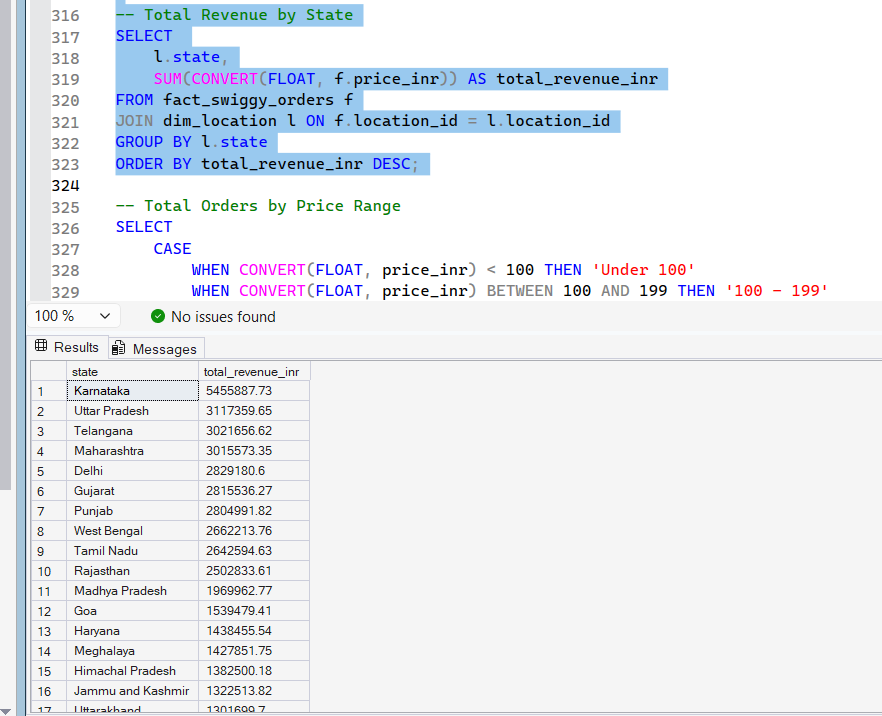 316 -- Total Revenue by State
317 SELECT
318 l.state,
319 SUM(CONVERT(FLOAT, f.price_inr)) AS total_revenue_inr
320 FROM fact_swiggy_orders f
321 JOIN dim_location l ON f.location_id = l.location_id
322 GROUP BY l.state
323 ORDER BY total_revenue_inr DESC;
324
325 -- Total Orders by Price Range
326 SELECT
327 CASE
328 WHEN CONVERT(FLOAT, price_inr) < 100 THEN 'Under 100'
329 WHEN CONVERT(FLOAT, price_inr) BETWEEN 100 AND 199 THEN '100 - 199'
100 % No issues found
Results Messages
state total_revenue_inr
1 Karnataka 5455887.73
2 Uttar Pradesh 3117359.65
3 Telangana 3021656.62
4 Maharashtra 3015573.35
5 Delhi 2829180.6
6 Gujarat 2815536.27
7 Punjab 2804991.82
8 West Bengal 2662213.76
9 Tamil Nadu 2642594.63
10 Rajasthan 2502833.61
11 Madhya Pradesh 1969962.77
12 Goa 1539479.41
13 Haryana 1438455.54
14 Meghalaya 1427851.75
15 Himachal Pradesh 1382500.18
16 Jammu and Kashmir 1322513.82
17 Uttarakhand 1301699.7